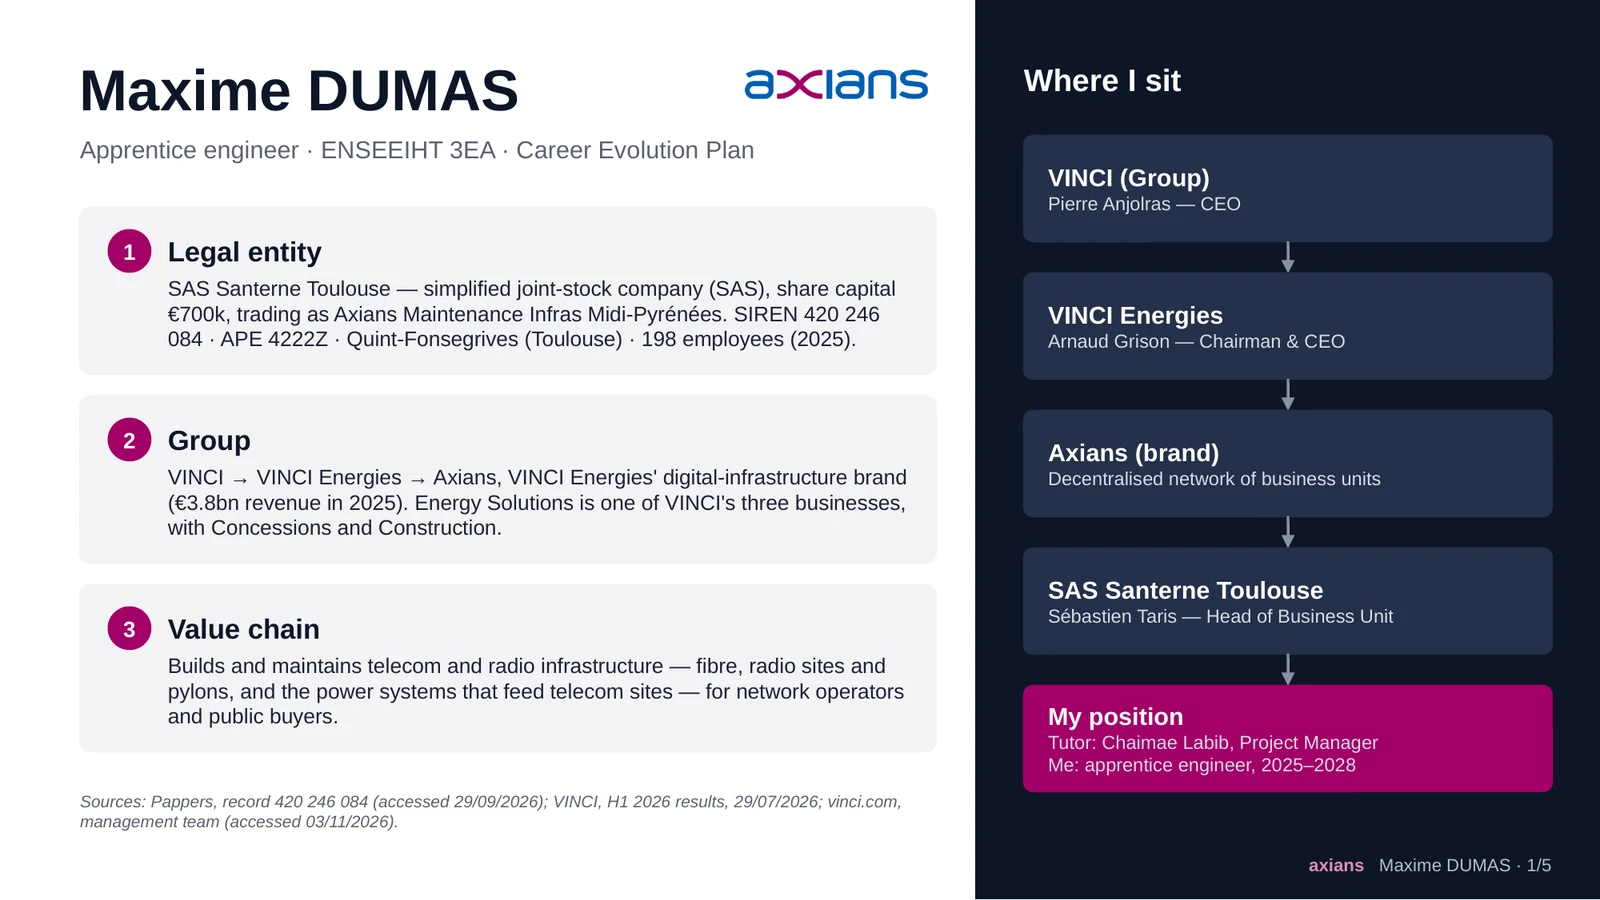 Maxime DUMAS
axians
Apprentice engineer · ENSEEIHT 3EA · Career Evolution Plan
1
Legal entity
SAS Santerne Toulouse — simplified joint-stock company (SAS), share capital
€700k, trading as Axians Maintenance Infras Midi-Pyrénées. SIREN 420 246
084 · APE 4222Z · Quint-Fonsegrives (Toulouse) · 198 employees (2025).
2
Group
VINCI → VINCI Energies → Axians, VINCI Energies' digital-infrastructure brand
(€3.8bn revenue in 2025). Energy Solutions is one of VINCI's three businesses,
with Concessions and Construction.
3
Value chain
Builds and maintains telecom and radio infrastructure — fibre, radio sites and
pylons, and the power systems that feed telecom sites — for network operators
and public buyers.
Sources: Pappers, record 420 246 084 (accessed 29/09/2026); VINCI, H1 2026 results, 29/07/2026; vinci.com,
management team (accessed 03/11/2026).
Where I sit
VINCI (Group)
Pierre Anjolras — CEO
VINCI Energies
Arnaud Grison — Chairman & CEO
Axians (brand)
Decentralised network of business units
SAS Santerne Toulouse
Sébastien Taris — Head of Business Unit
My position
Tutor: Chaimae Labib, Project Manager
Me: apprentice engineer, 2025–2028
axians Maxime DUMAS · 1/5